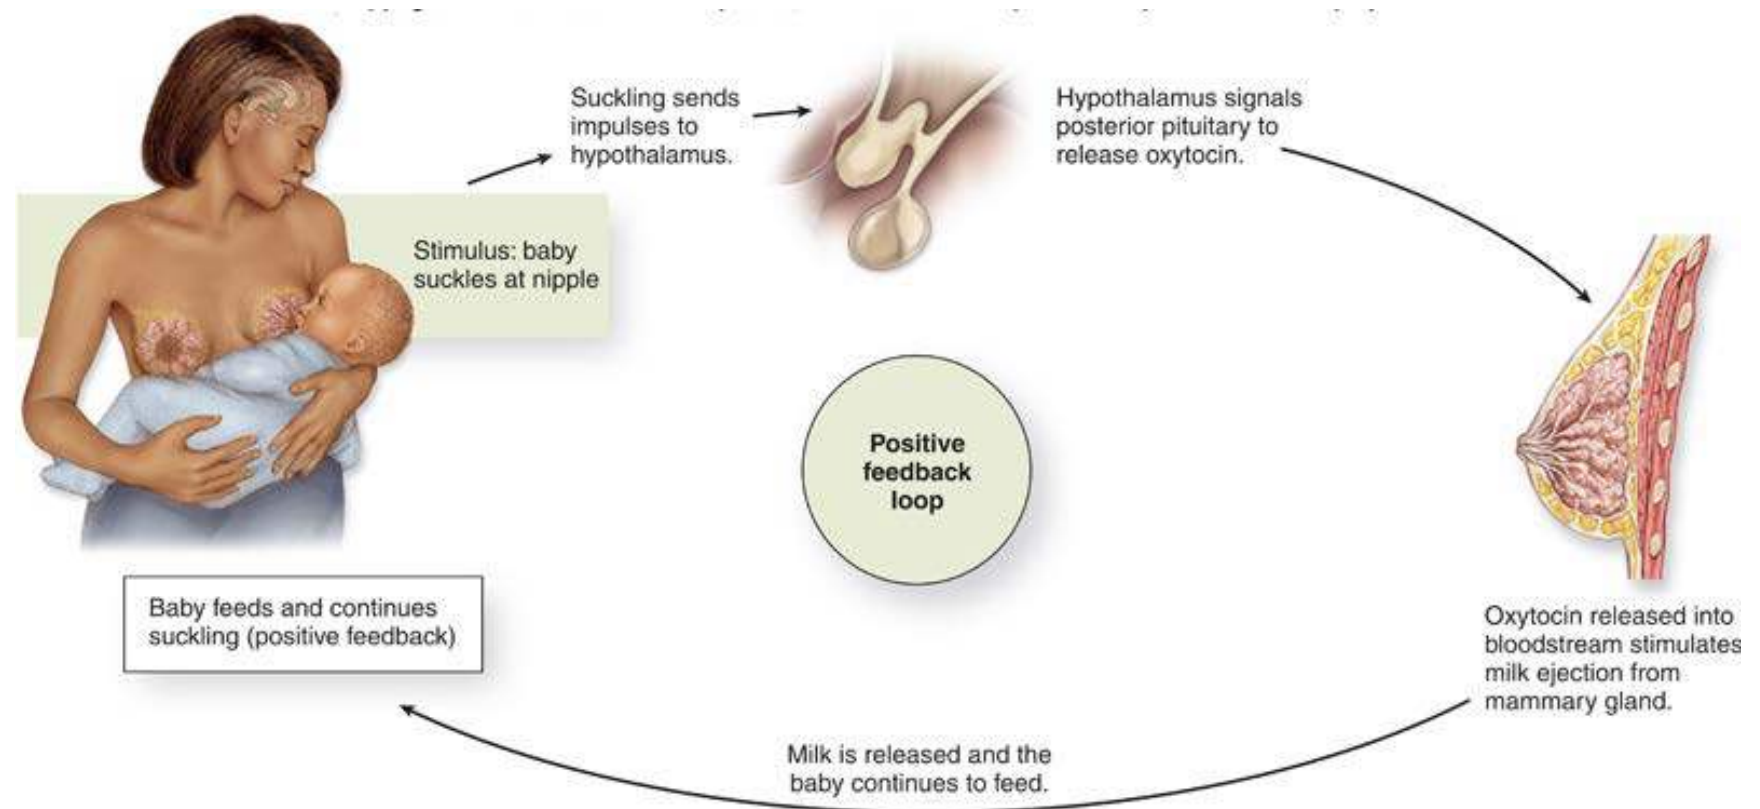 Stimulus: baby
suckles at nipple
Suckling sends
impulses to
hypothalamus.
Hypothalamus signals
posterior pituitary to
release oxytocin.
Oxytocin released into
bloodstream stimulates
milk ejection from
mammary gland.
Milk is released and the
baby continues to feed.
Baby feeds and continues
suckling (positive feedback)
Positive
feedback
loop